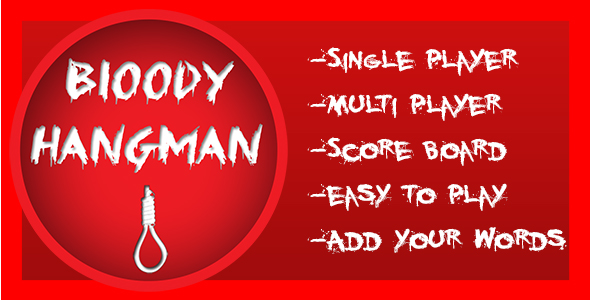 BlOODY
HANGMAN
-SINGLE PLAYER
-MULTI PLAYER
-SCORE BOARD
-EASY TO PLAY
-ADD YOUR WORDS